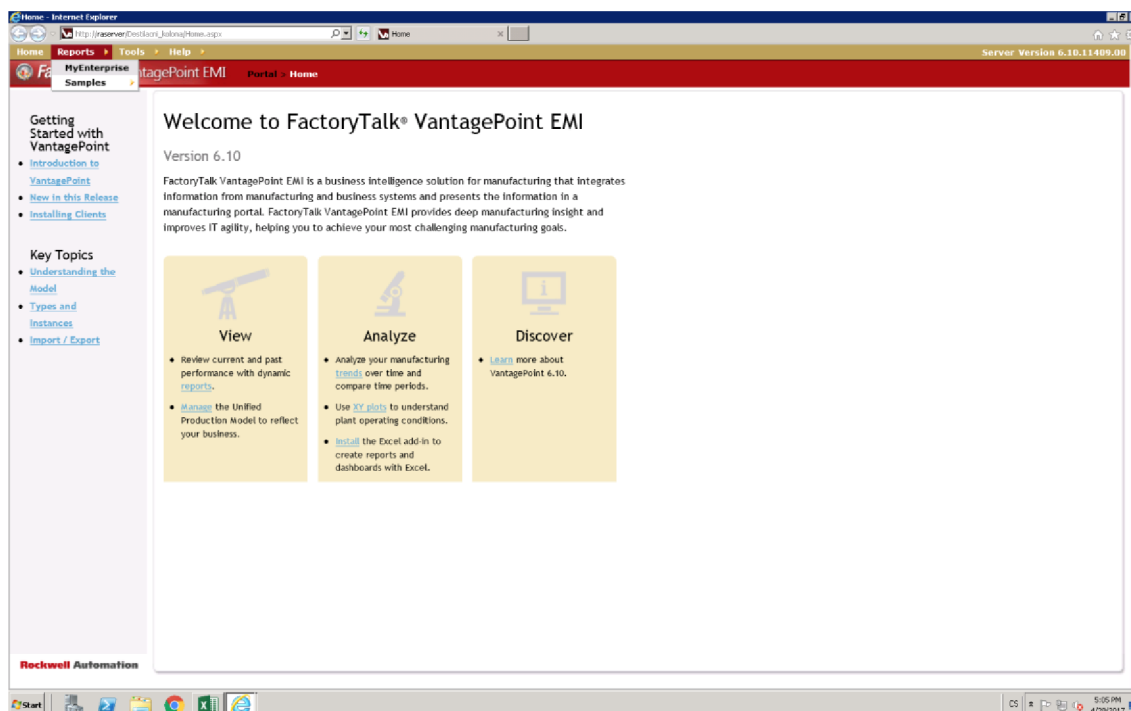 Home - Internet Explorer
http://raserver/Destilacni_kolona/Home.aspx
Home
Home Reports Tools Help
Server Version 6.10.11409.00
MyEnterprise
Samples
tagePoint EMI
Portal > Home
Getting
Started with
VantagePoint
Introduction to
VantagePoint
New in this Release
Installing Clients
Key Topics
Understanding the
Model
Types and
Instances
Import / Export
Welcome to FactoryTalk® VantagePoint EMI
Version 6.10
FactoryTalk VantagePoint EMI is a business intelligence solution for manufacturing that integrates
information from manufacturing and business systems and presents the information in a
manufacturing portal. FactoryTalk VantagePoint EMI provides deep manufacturing insight and
improves IT agility, helping you to achieve your most challenging manufacturing goals.
View
Review current and past
performance with dynamic
reports.
Manage the Unified
Production Model to reflect
your business.
Analyze
Analyze your manufacturing
trends over time and
compare time periods.
Use XY plots to understand
plant operating conditions.
Install the Excel add-in to
create reports and
dashboards with Excel.
Discover
Learn more about
VantagePoint 6.10.
Rockwell Automation
Start
CS
5:05 PM
4/29/2017